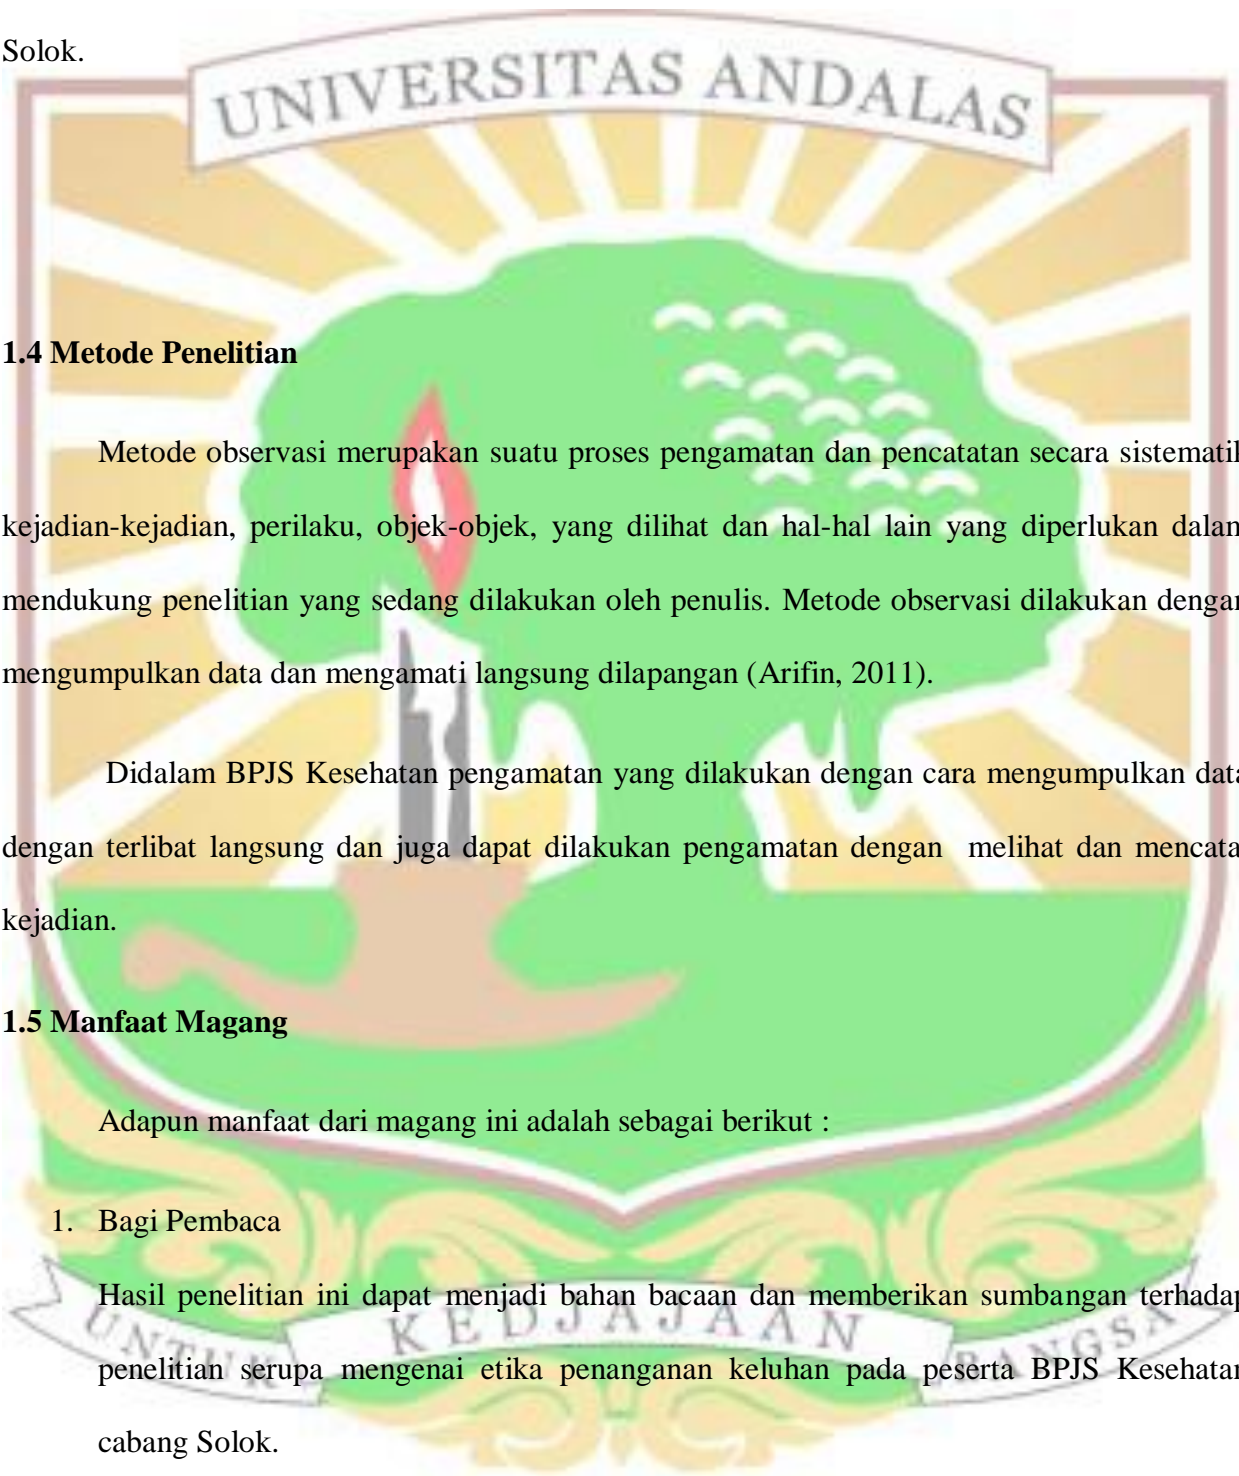 Solok.
UNIVERSITAS ANDALAS
1.4 Metode Penelitian
Metode observasi merupakan suatu proses pengamatan dan pencatatan secara sistematik
kejadian-kejadian, perilaku, objek-objek, yang dilihat dan hal-hal lain yang diperlukan dalam
mendukung penelitian yang sedang dilakukan oleh penulis. Metode observasi dilakukan dengan
mengumpulkan data dan mengamati langsung dilapangan (Arifin, 2011).
Didalam BPJS Kesehatan pengamatan yang dilakukan dengan cara mengumpulkan data
dengan terlibat langsung dan juga dapat dilakukan pengamatan dengan melihat dan mencatat
kejadian.
1.5 Manfaat Magang
Adapun manfaat dari magang ini adalah sebagai berikut :
1. Bagi Pembaca
Hasil penelitian ini dapat menjadi bahan bacaan dan memberikan sumbangan terhadap
UNTUK KEDJAJAAN BANGSA
penelitian serupa mengenai etika penanganan keluhan pada peserta BPJS Kesehatan
cabang Solok.